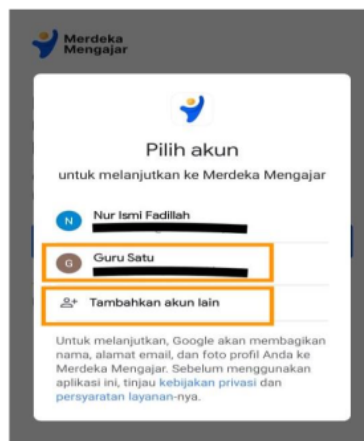 Merdeka
Mengajar
Pilih akun
untuk melanjutkan ke Merdeka Mengajar
N Nur Ismi Fadillah
G Guru Satu
Tambahkan akun lain
Untuk melanjutkan, Google akan membagikan
nama, alamat email, dan foto profil Anda ke
Merdeka Mengajar. Sebelum menggunakan
aplikasi ini, tinjau kebijakan privasi dan
persyaratan layanan-nya.